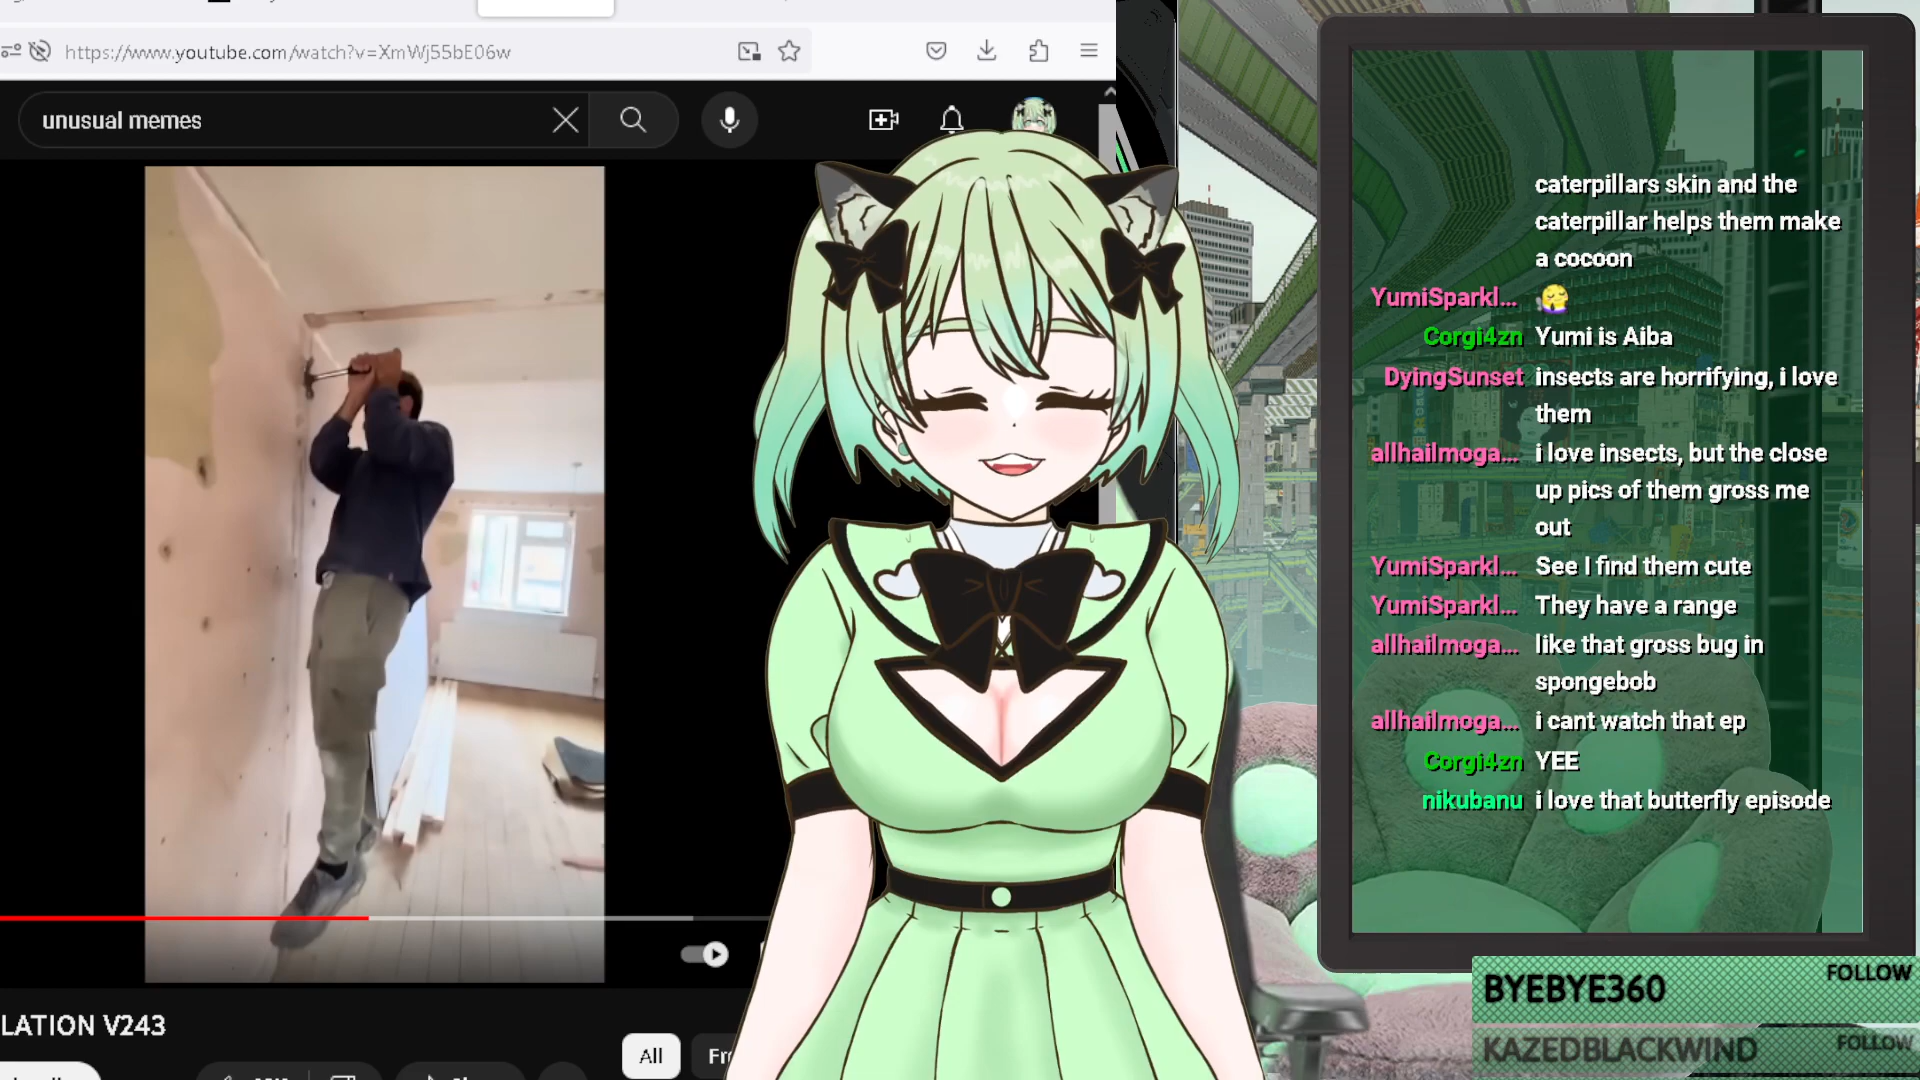 https://www.youtube.com/watch?v=XmWj55bE06w
unusual memes
LATION V243
All
caterpillars skin and the
caterpillar helps them make
a cocoon
YumiSparkl...
Corgi4zn Yumi is Aiba
DyingSunset insects are horrifying, i love
them
allhailmoga... i love insects, but the close
up pics of them gross me
out
YumiSparkl... See I find them cute
YumiSparkl... They have a range
allhailmoga... like that gross bug in
spongebob
allhailmoga... i cant watch that ep
Corgi4zn YEE
nikubanu i love that butterfly episode
BYEBYE360 FOLLOW
KAZEDBLACKWIND FOLLOW